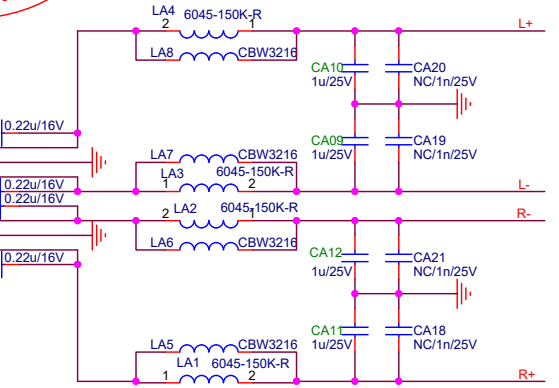 LA4 6045-150K-R
2 1 L+
LA8 CBW3216
CA10 CA20
1u/25V NC/1n/25V
0.22u/16V
CA09 CA19
1u/25V NC/1n/25V
LA7 CBW3216
LA3 6045-150K-R
1 2
0.22u/16V L-
0.22u/16V
2 LA2 6045-150K-R 1 R-
LA6 CBW3216
0.22u/16V
CA12 CA21
1u/25V NC/1n/25V
CA11 CA18
1u/25V NC/1n/25V
LA5 CBW3216
LA1 6045-150K-R
1 2 R+